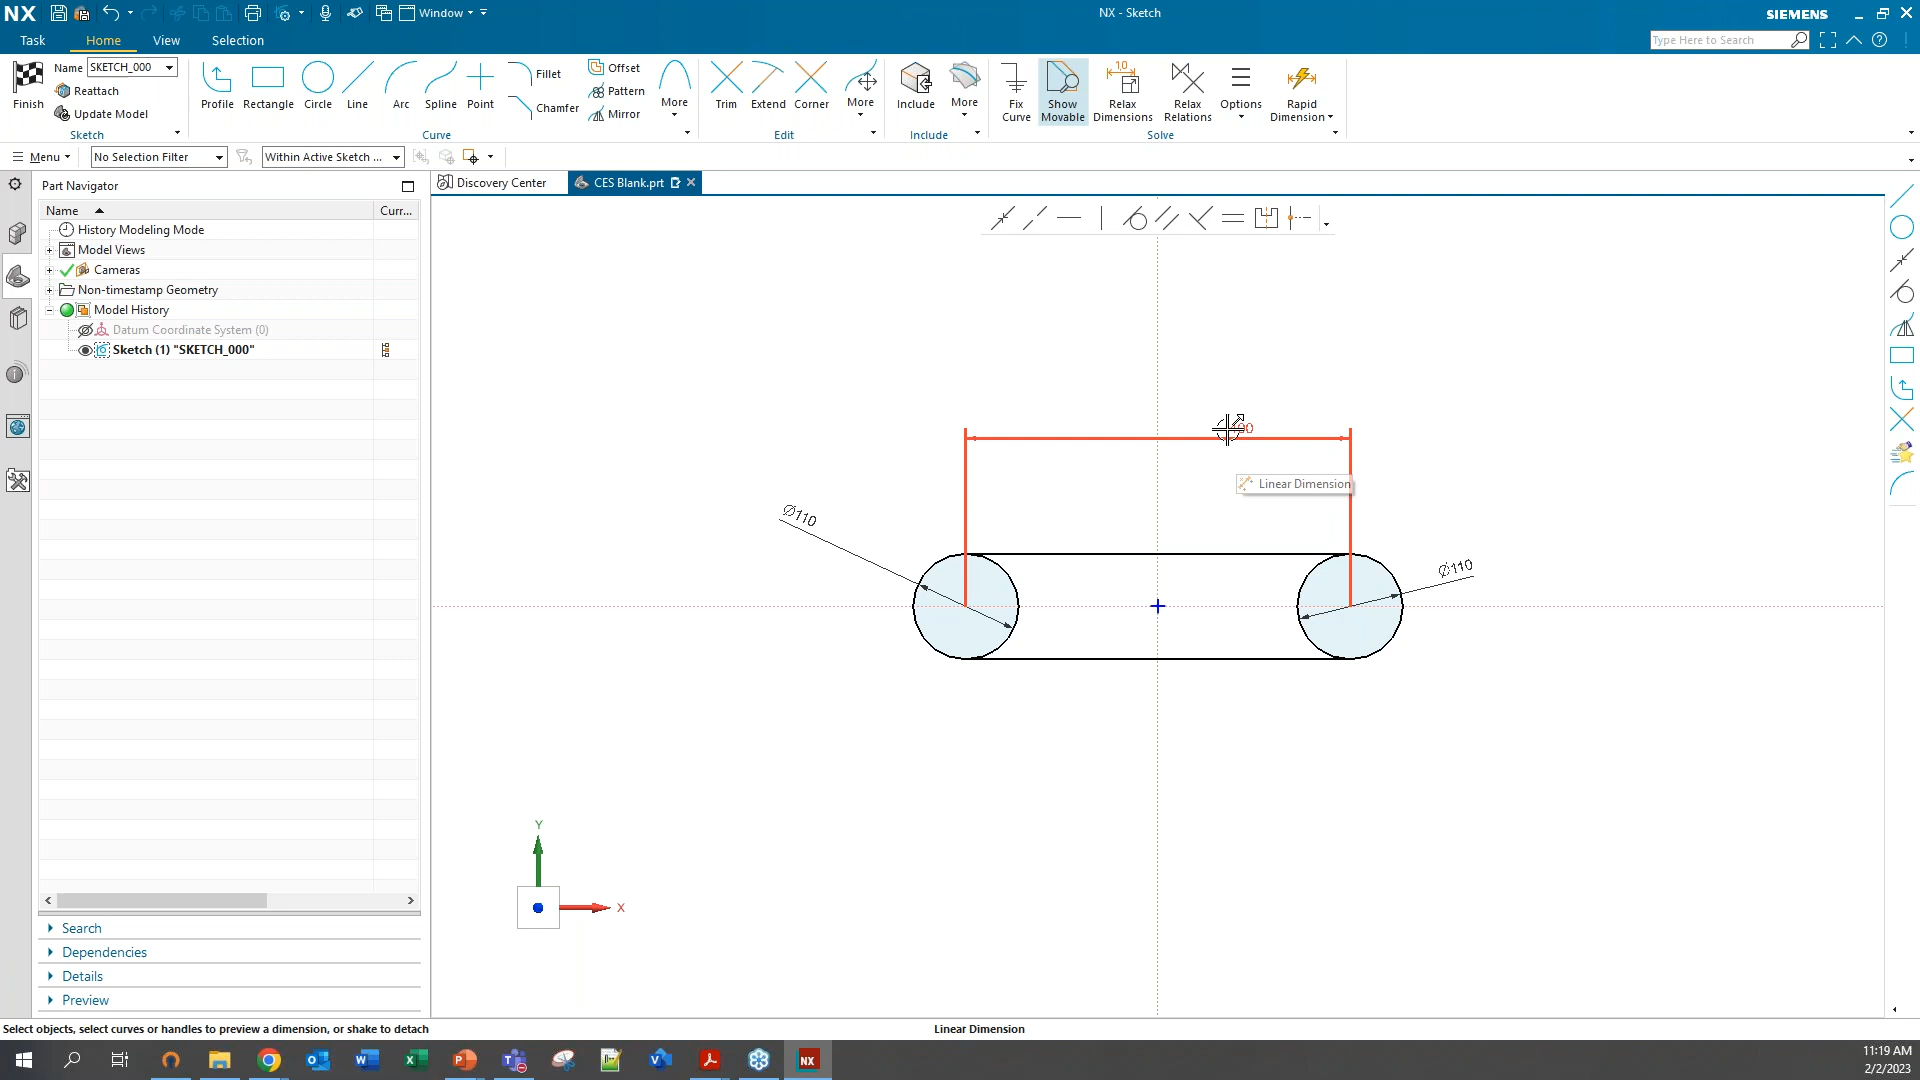 NX
Window
NX - Sketch
SIEMENS
Task
Home
View
Selection
Type Here to Search
Finish
Name SKETCH_000
Reattach
Update Model
Sketch
Profile
Rectangle
Circle
Line
Arc
Spline
Point
Fillet
Chamfer
Offset
Pattern
Mirror
More
Curve
Trim
Extend
Corner
More
Edit
Include
More
Include
Fix
Curve
Show
Movable
Relax
Dimensions
Relax
Relations
Options
Rapid
Dimension
Solve
Menu
No Selection Filter
Within Active Sketch ...
Part Navigator
Discovery Center
CES Blank.prt
Name
Curr...
History Modeling Mode
Model Views
Cameras
Non-timestamp Geometry
Model History
Datum Coordinate System (0)
Sketch (1) "SKETCH_000"
Linear Dimension
Ø110
Ø110
Y
X
Search
Dependencies
Details
Preview
Select objects, select curves or handles to preview a dimension, or shake to detach
Linear Dimension
11:19 AM
2/2/2023